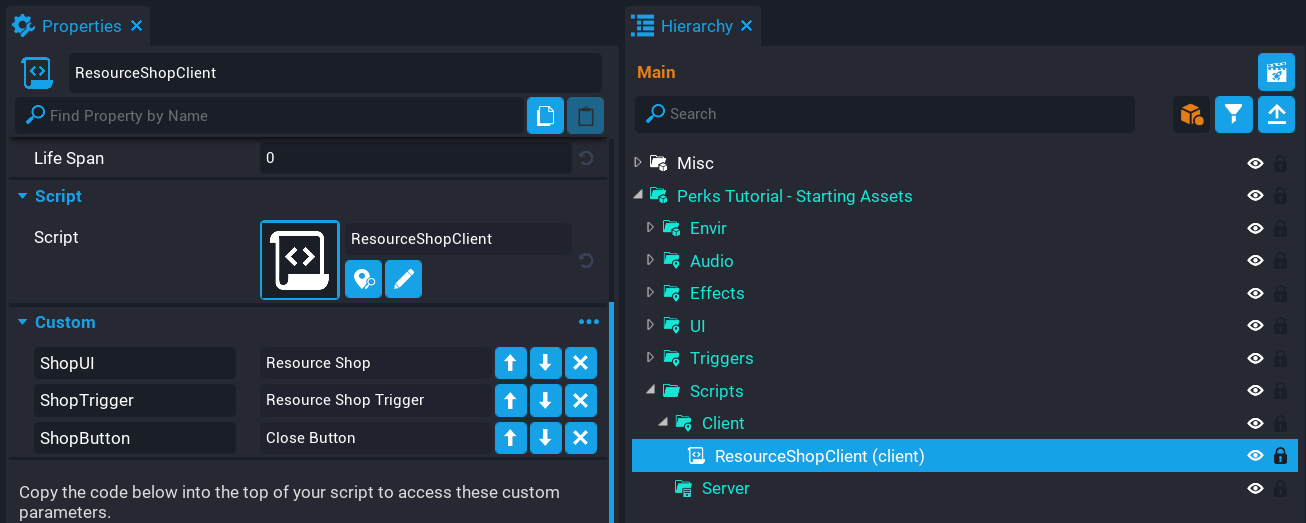 Properties
ResourceShopClient
Find Property by Name
Life Span 0
Script
Script ResourceShopClient
Custom
ShopUI Resource Shop
ShopTrigger Resource Shop Trigger
ShopButton Close Button
Copy the code below into the top of your script to access these custom
parameters.
Hierarchy
Main
Search
Misc
Perks Tutorial - Starting Assets
Envir
Audio
Effects
UI
Triggers
Scripts
Client
ResourceShopClient (client)
Server